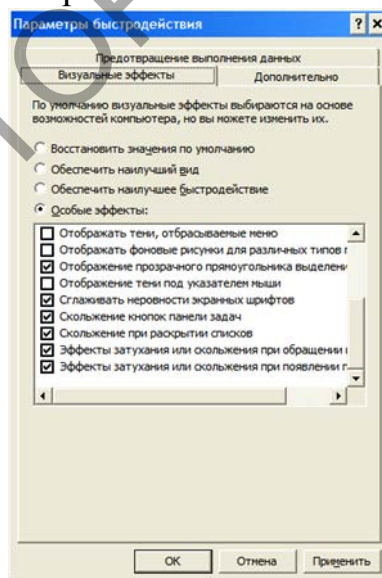 Параметры быстродействия
Предотвращение выполнения данных
Визуальные эффекты
Дополнительно
По умолчанию визуальные эффекты выбираются на основе
возможностей компьютера, но вы можете изменить их.
Восстановить значения по умолчанию
Обеспечить наилучший вид
Обеспечить наилучшее быстродействие
Особые эффекты:
Отображать тени, отбрасываемые меню
Отображать фоновые рисунки для различных типов
Отображение прозрачного прямоугольника выделени
Отображение тени под указателем мыши
Сглаживать неровности экранных шрифтов
Скольжение кнопок панели задач
Скольжение при раскрытии списков
Эффекты затухания или скольжения при обращении
Эффекты затухания или скольжения при появлении
OK
Отмена
Применить